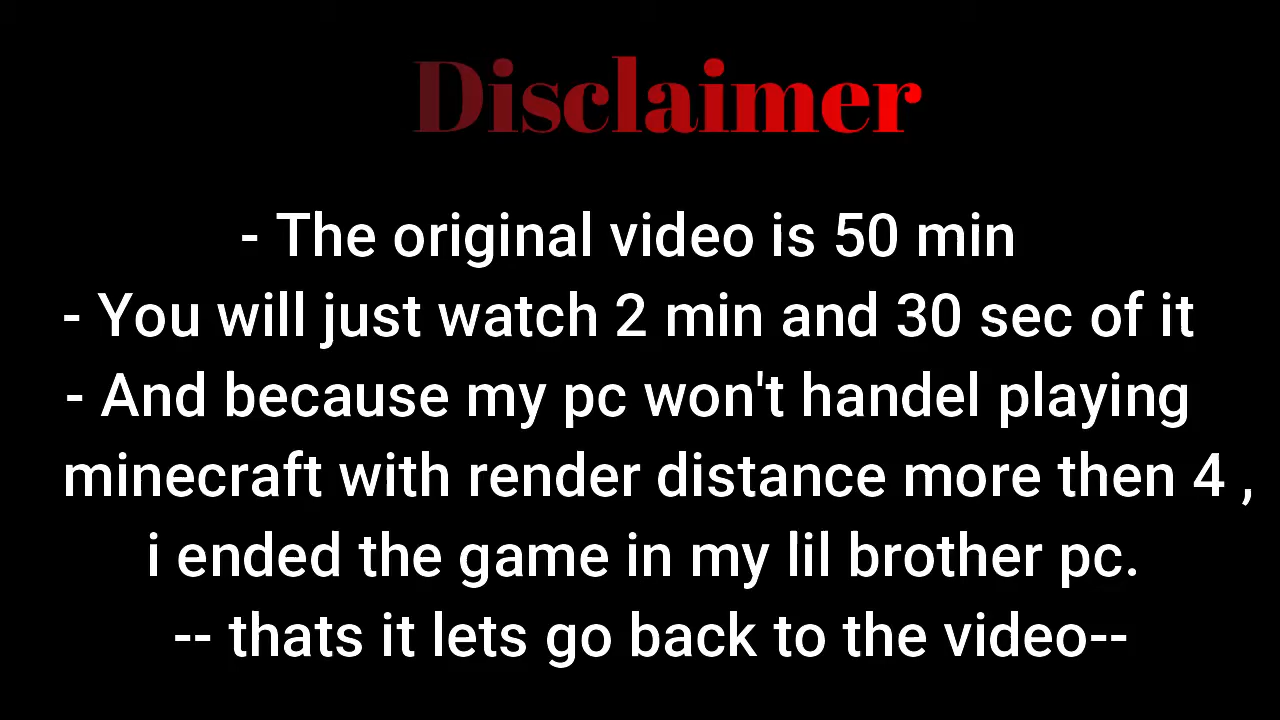 Disclaimer
- The original video is 50 min
- You will just watch 2 min and 30 sec of it
- And because my pc won't handel playing
minecraft with render distance more then 4 ,
i ended the game in my lil brother pc.
-- thats it lets go back to the video--